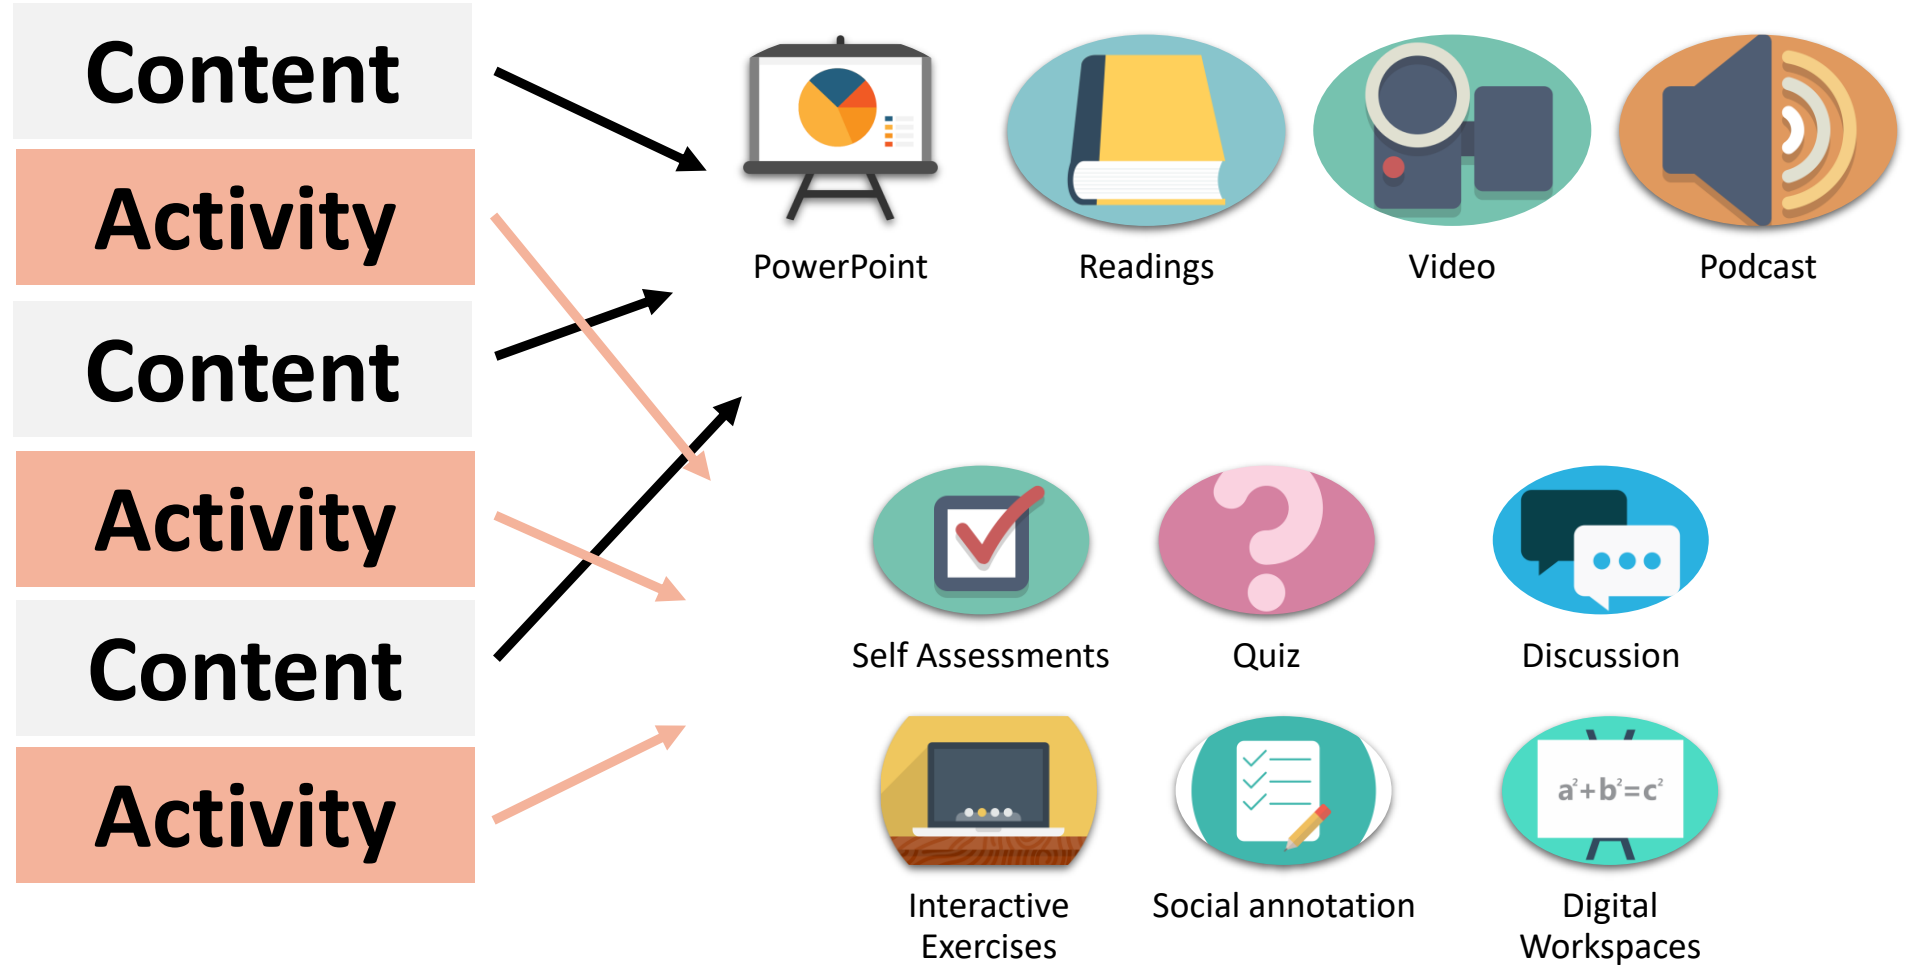 Content
Activity
Content
Activity
Content
Activity
PowerPoint
Readings
Video
Podcast
Self Assessments
Quiz
Discussion
a²+b²=c²
Interactive
Exercises
Social annotation
Digital
Workspaces